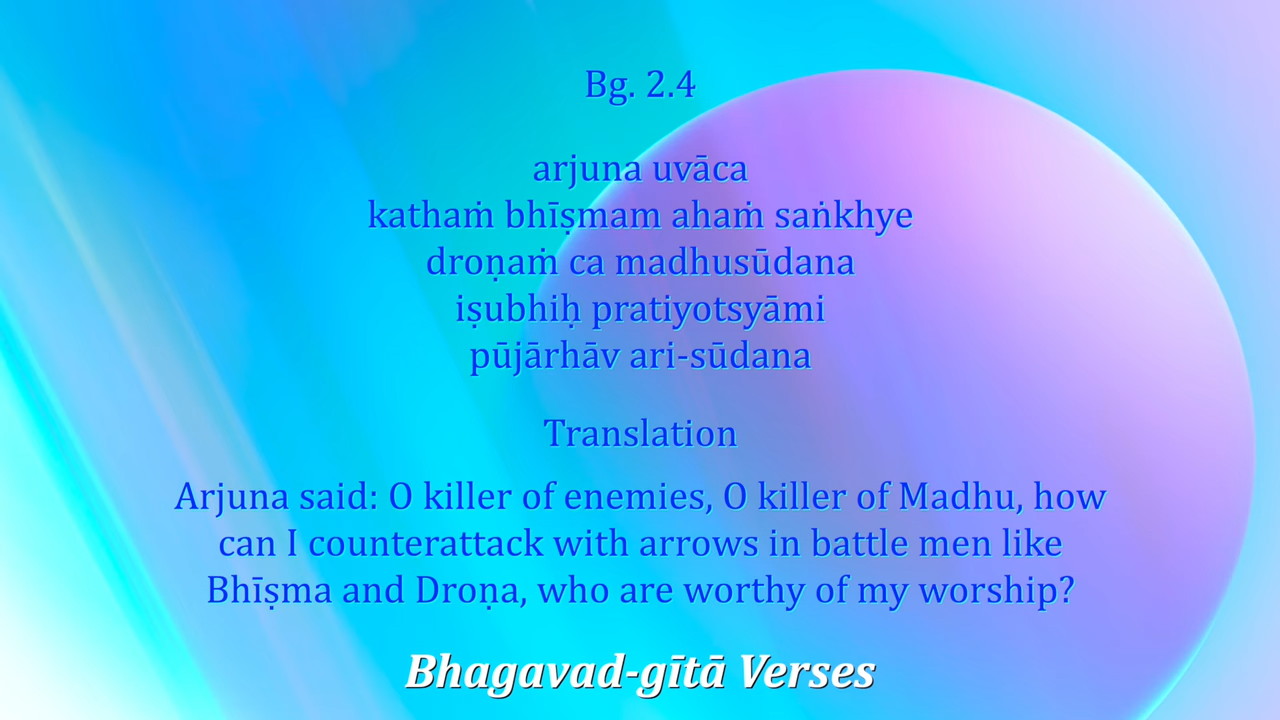 Bg. 2.4
arjuna uvāca
kathaṁ bhīṣmam ahaṁ saṅkhye
droṇaṁ ca madhusūdana
iṣubhiḥ pratiyotsyāmi
pūjārhāv ari-sūdana
Translation
Arjuna said: O killer of enemies, O killer of Madhu, how
can I counterattack with arrows in battle men like
Bhīṣma and Droṇa, who are worthy of my worship?
Bhagavad-gītā Verses